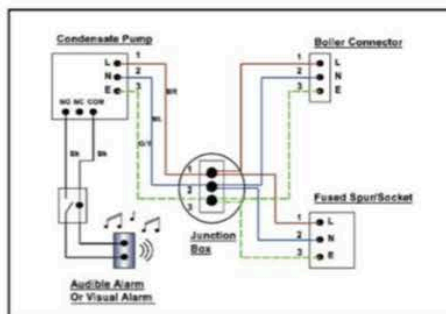 Condensate Pump
Boiler Connector
1
L
2
N
3
E
BR
BL
G/Y
NO NC COM
Bk
Bk
1
L
2
N
3
E
1
2
3
Junction
Box
Fused Spur/Socket
1
L
2
N
3
E
Audible Alarm
Or Visual Alarm